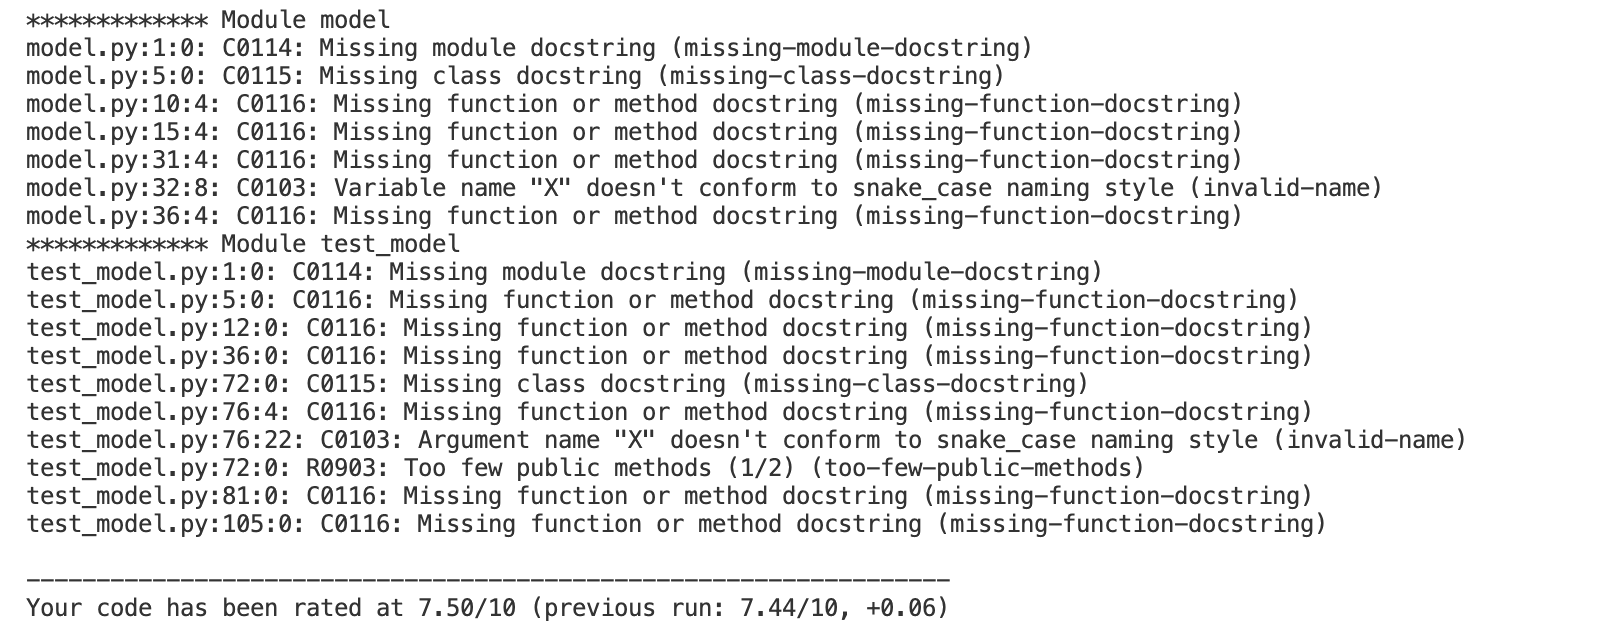 ************* Module model
model.py:1:0: C0114: Missing module docstring (missing-module-docstring)
model.py:5:0: C0115: Missing class docstring (missing-class-docstring)
model.py:10:4: C0116: Missing function or method docstring (missing-function-docstring)
model.py:15:4: C0116: Missing function or method docstring (missing-function-docstring)
model.py:31:4: C0116: Missing function or method docstring (missing-function-docstring)
model.py:32:8: C0103: Variable name "X" doesn't conform to snake_case naming style (invalid-name)
model.py:36:4: C0116: Missing function or method docstring (missing-function-docstring)
************* Module test_model
test_model.py:1:0: C0114: Missing module docstring (missing-module-docstring)
test_model.py:5:0: C0116: Missing function or method docstring (missing-function-docstring)
test_model.py:12:0: C0116: Missing function or method docstring (missing-function-docstring)
test_model.py:36:0: C0116: Missing function or method docstring (missing-function-docstring)
test_model.py:72:0: C0115: Missing class docstring (missing-class-docstring)
test_model.py:76:4: C0116: Missing function or method docstring (missing-function-docstring)
test_model.py:76:22: C0103: Argument name "X" doesn't conform to snake_case naming style (invalid-name)
test_model.py:72:0: R0903: Too few public methods (1/2) (too-few-public-methods)
test_model.py:81:0: C0116: Missing function or method docstring (missing-function-docstring)
test_model.py:105:0: C0116: Missing function or method docstring (missing-function-docstring)
------------------------------------------------------------------
Your code has been rated at 7.50/10 (previous run: 7.44/10, +0.06)